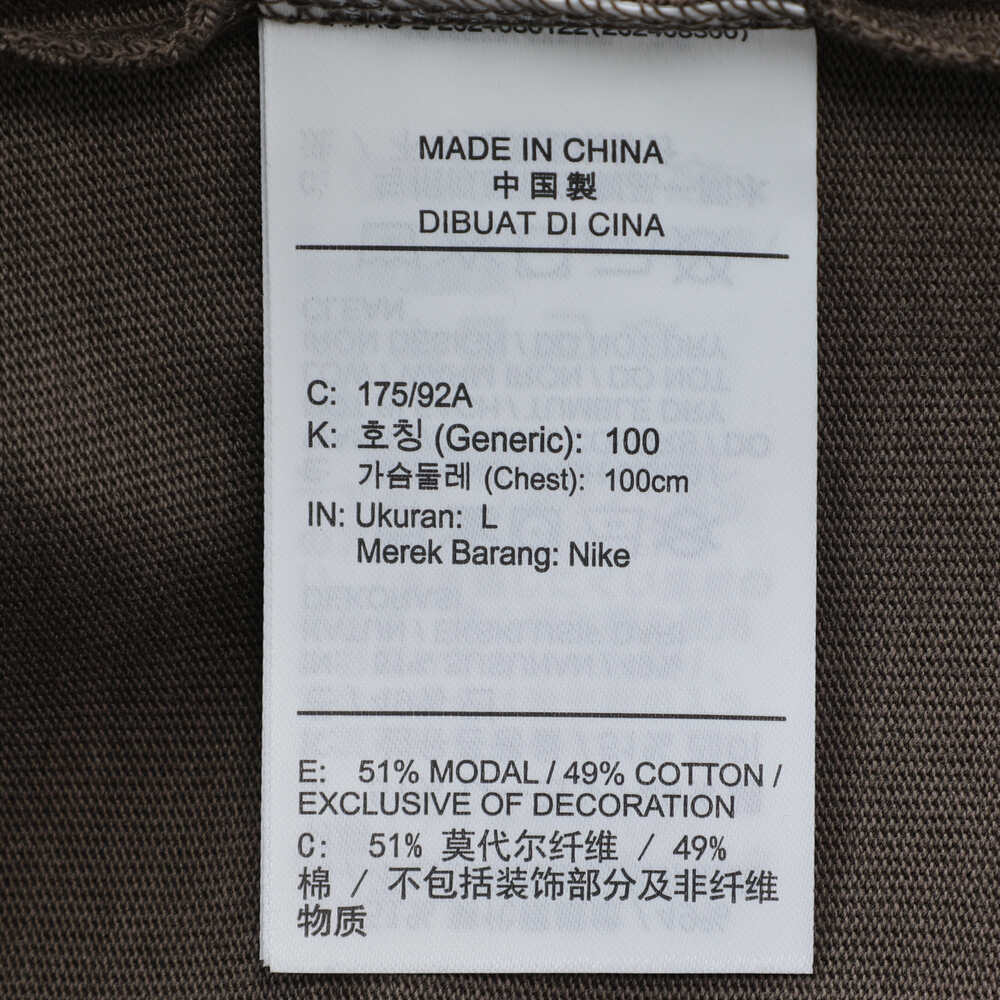 MADE IN CHINA
中国製
DIBUAT DI CINA
C: 175/92A
K: 호칭 (Generic): 100
가슴둘레 (Chest): 100cm
IN: Ukuran: L
Merek Barang: Nike
E: 51% MODAL / 49% COTTON /
EXCLUSIVE OF DECORATION
C: 51% 莫代尔纤维 / 49%
棉 / 不包括装饰部分及非纤维
物质